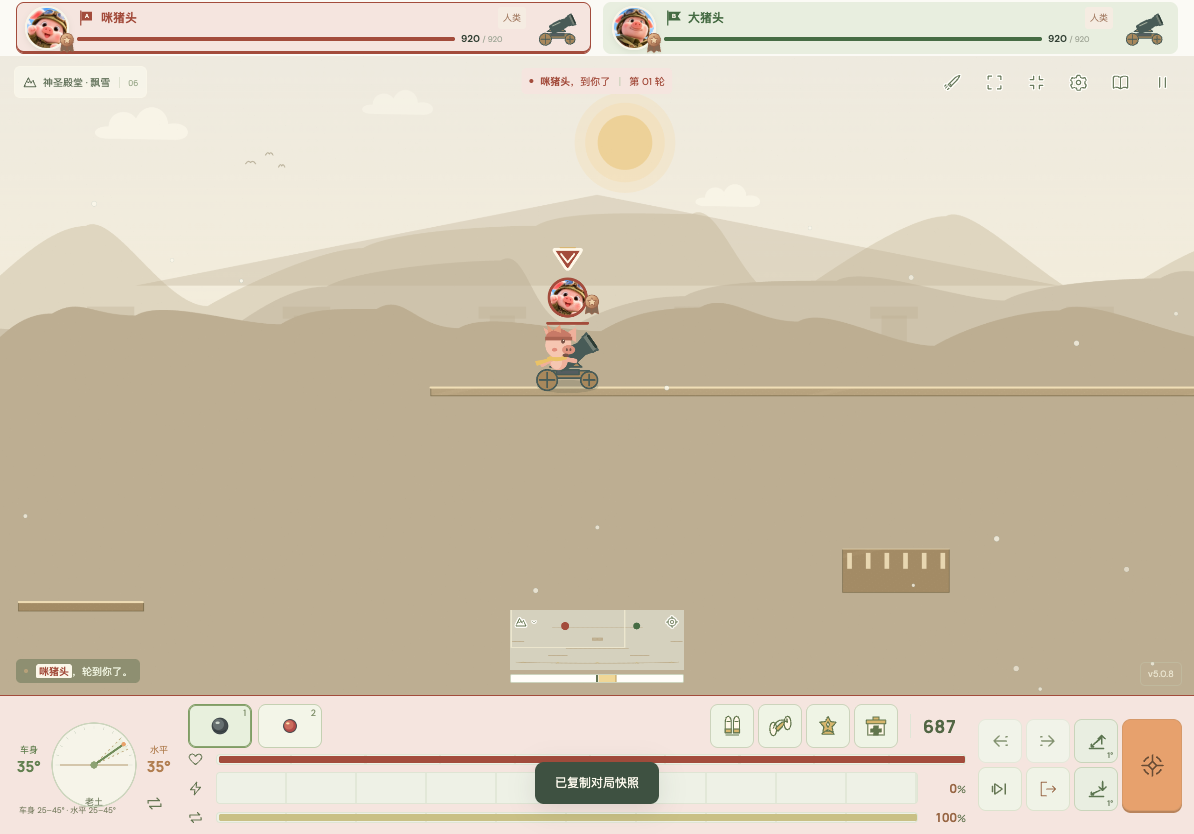 A
咪猪头
人类
920 / 920
B
大猪头
人类
920 / 920
神圣殿堂 · 飘雪
06
咪猪头，到你了
第 01 轮
咪猪头，轮到你了。
v5.0.8
车身
35°
水平
35°
老土
车身 25–45° · 水平 25–45°
1
2
687
0%
100%
1°
1°
已复制对局快照